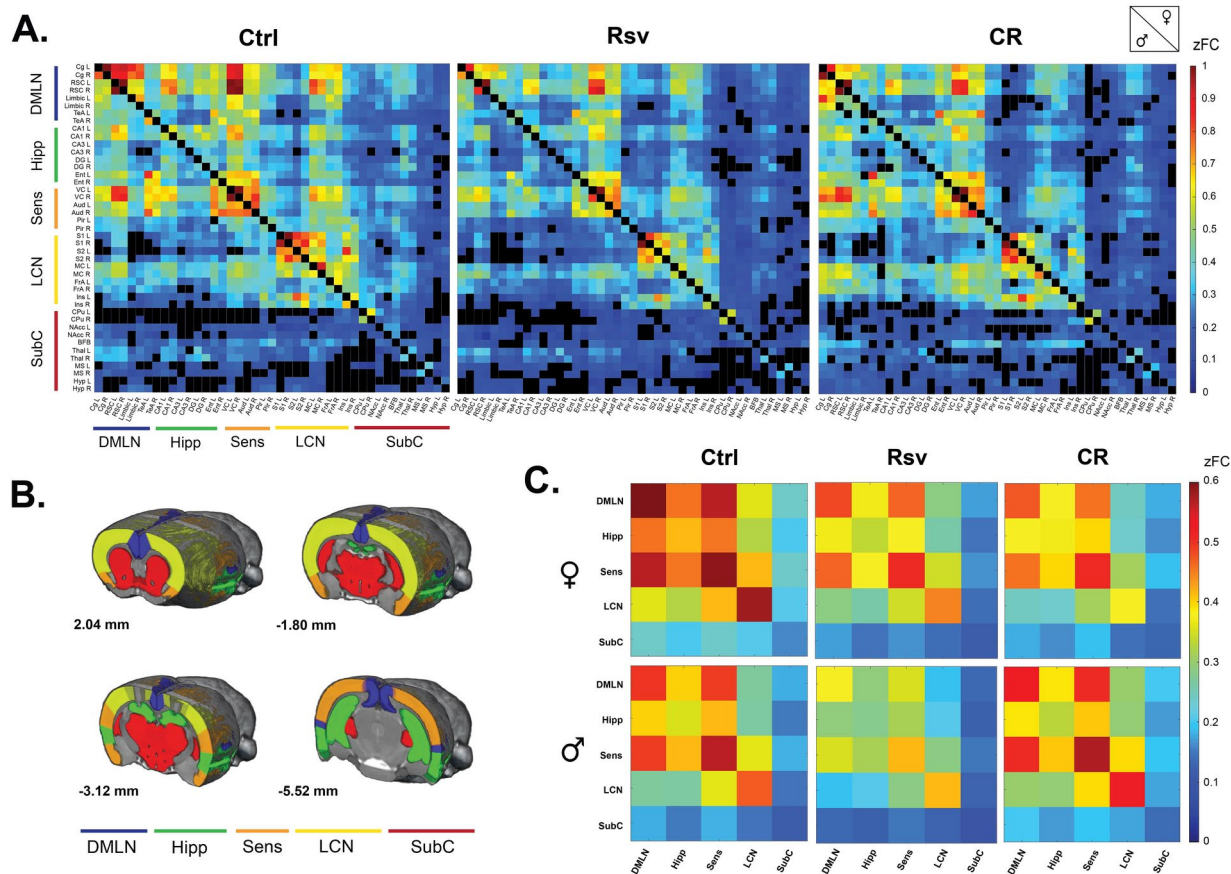 A.
Ctrl
Rsv
CR
♀
♂
zFC
DMLN
Hipp
Sens
LCN
SubC
Cg L
Cg R
RSC L
RSC R
Limbic L
Limbic R
TeA L
TeA R
CA1 L
CA1 R
CA3 L
CA3 R
DG L
DG R
Ent L
Ent R
VC L
VC R
Aud L
Aud R
Pir L
Pir R
S1 L
S1 R
S2 L
S2 R
MC L
MC R
FrA L
FrA R
Ins L
Ins R
CPu L
CPu R
NAcc L
NAcc R
BFB
Thal L
Thal R
MS L
MS R
Hyp L
Hyp R
1
0.9
0.8
0.7
0.6
0.5
0.4
0.3
0.2
0.1
0
DMLN
Hipp
Sens
LCN
SubC
B.
2.04 mm
-1.80 mm
-3.12 mm
-5.52 mm
DMLN
Hipp
Sens
LCN
SubC
C.
Ctrl
Rsv
CR
zFC
♀
DMLN
Hipp
Sens
LCN
SubC
♂
DMLN
Hipp
Sens
LCN
SubC
DMLN Hipp Sens LCN SubC
DMLN Hipp Sens LCN SubC
DMLN Hipp Sens LCN SubC
0.6
0.5
0.4
0.3
0.2
0.1
0